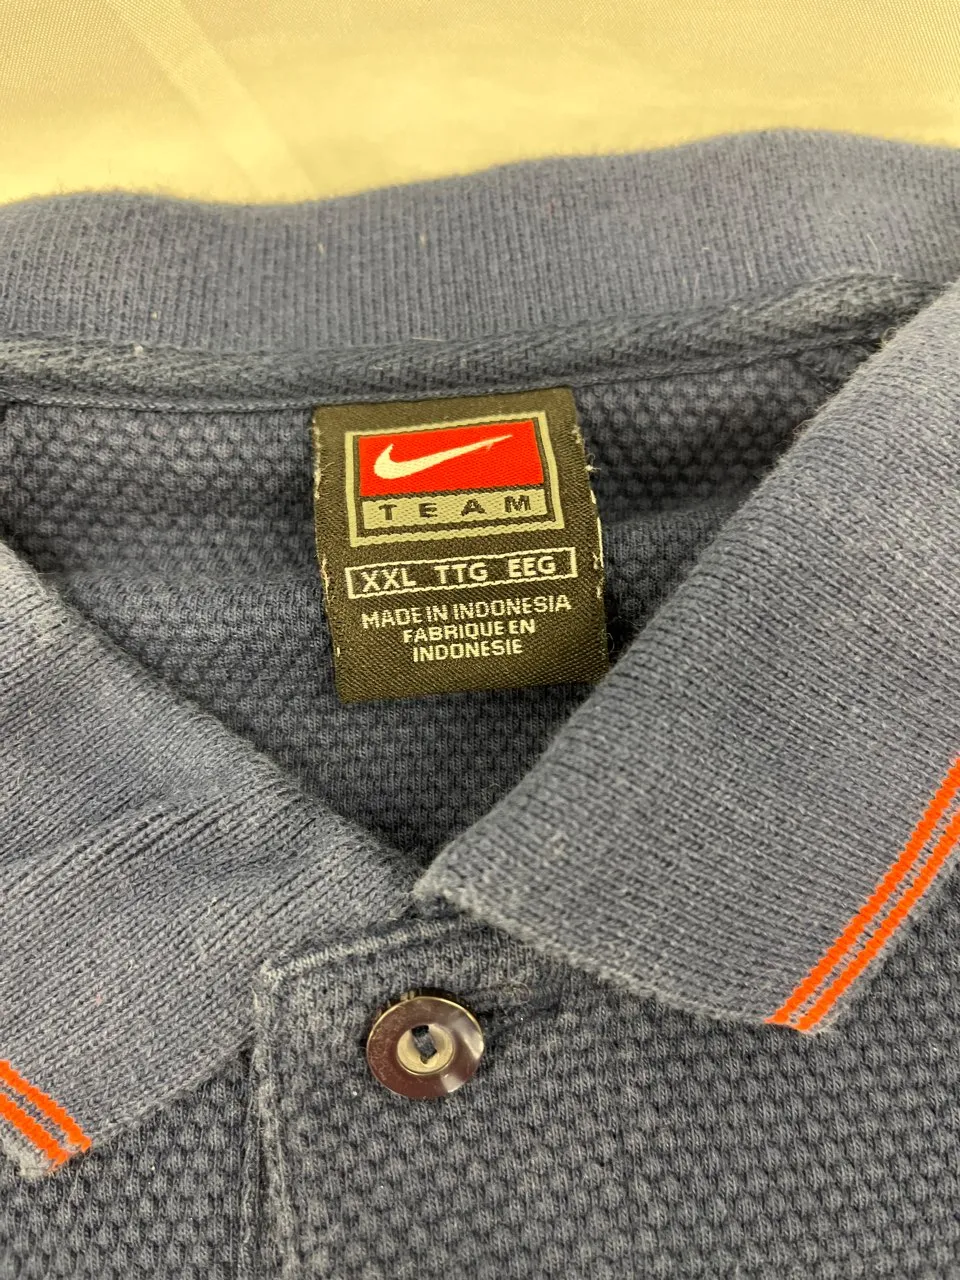 TEAM
XXL TTG EEG
MADE IN INDONESIA
FABRIQUE EN
INDONESIE